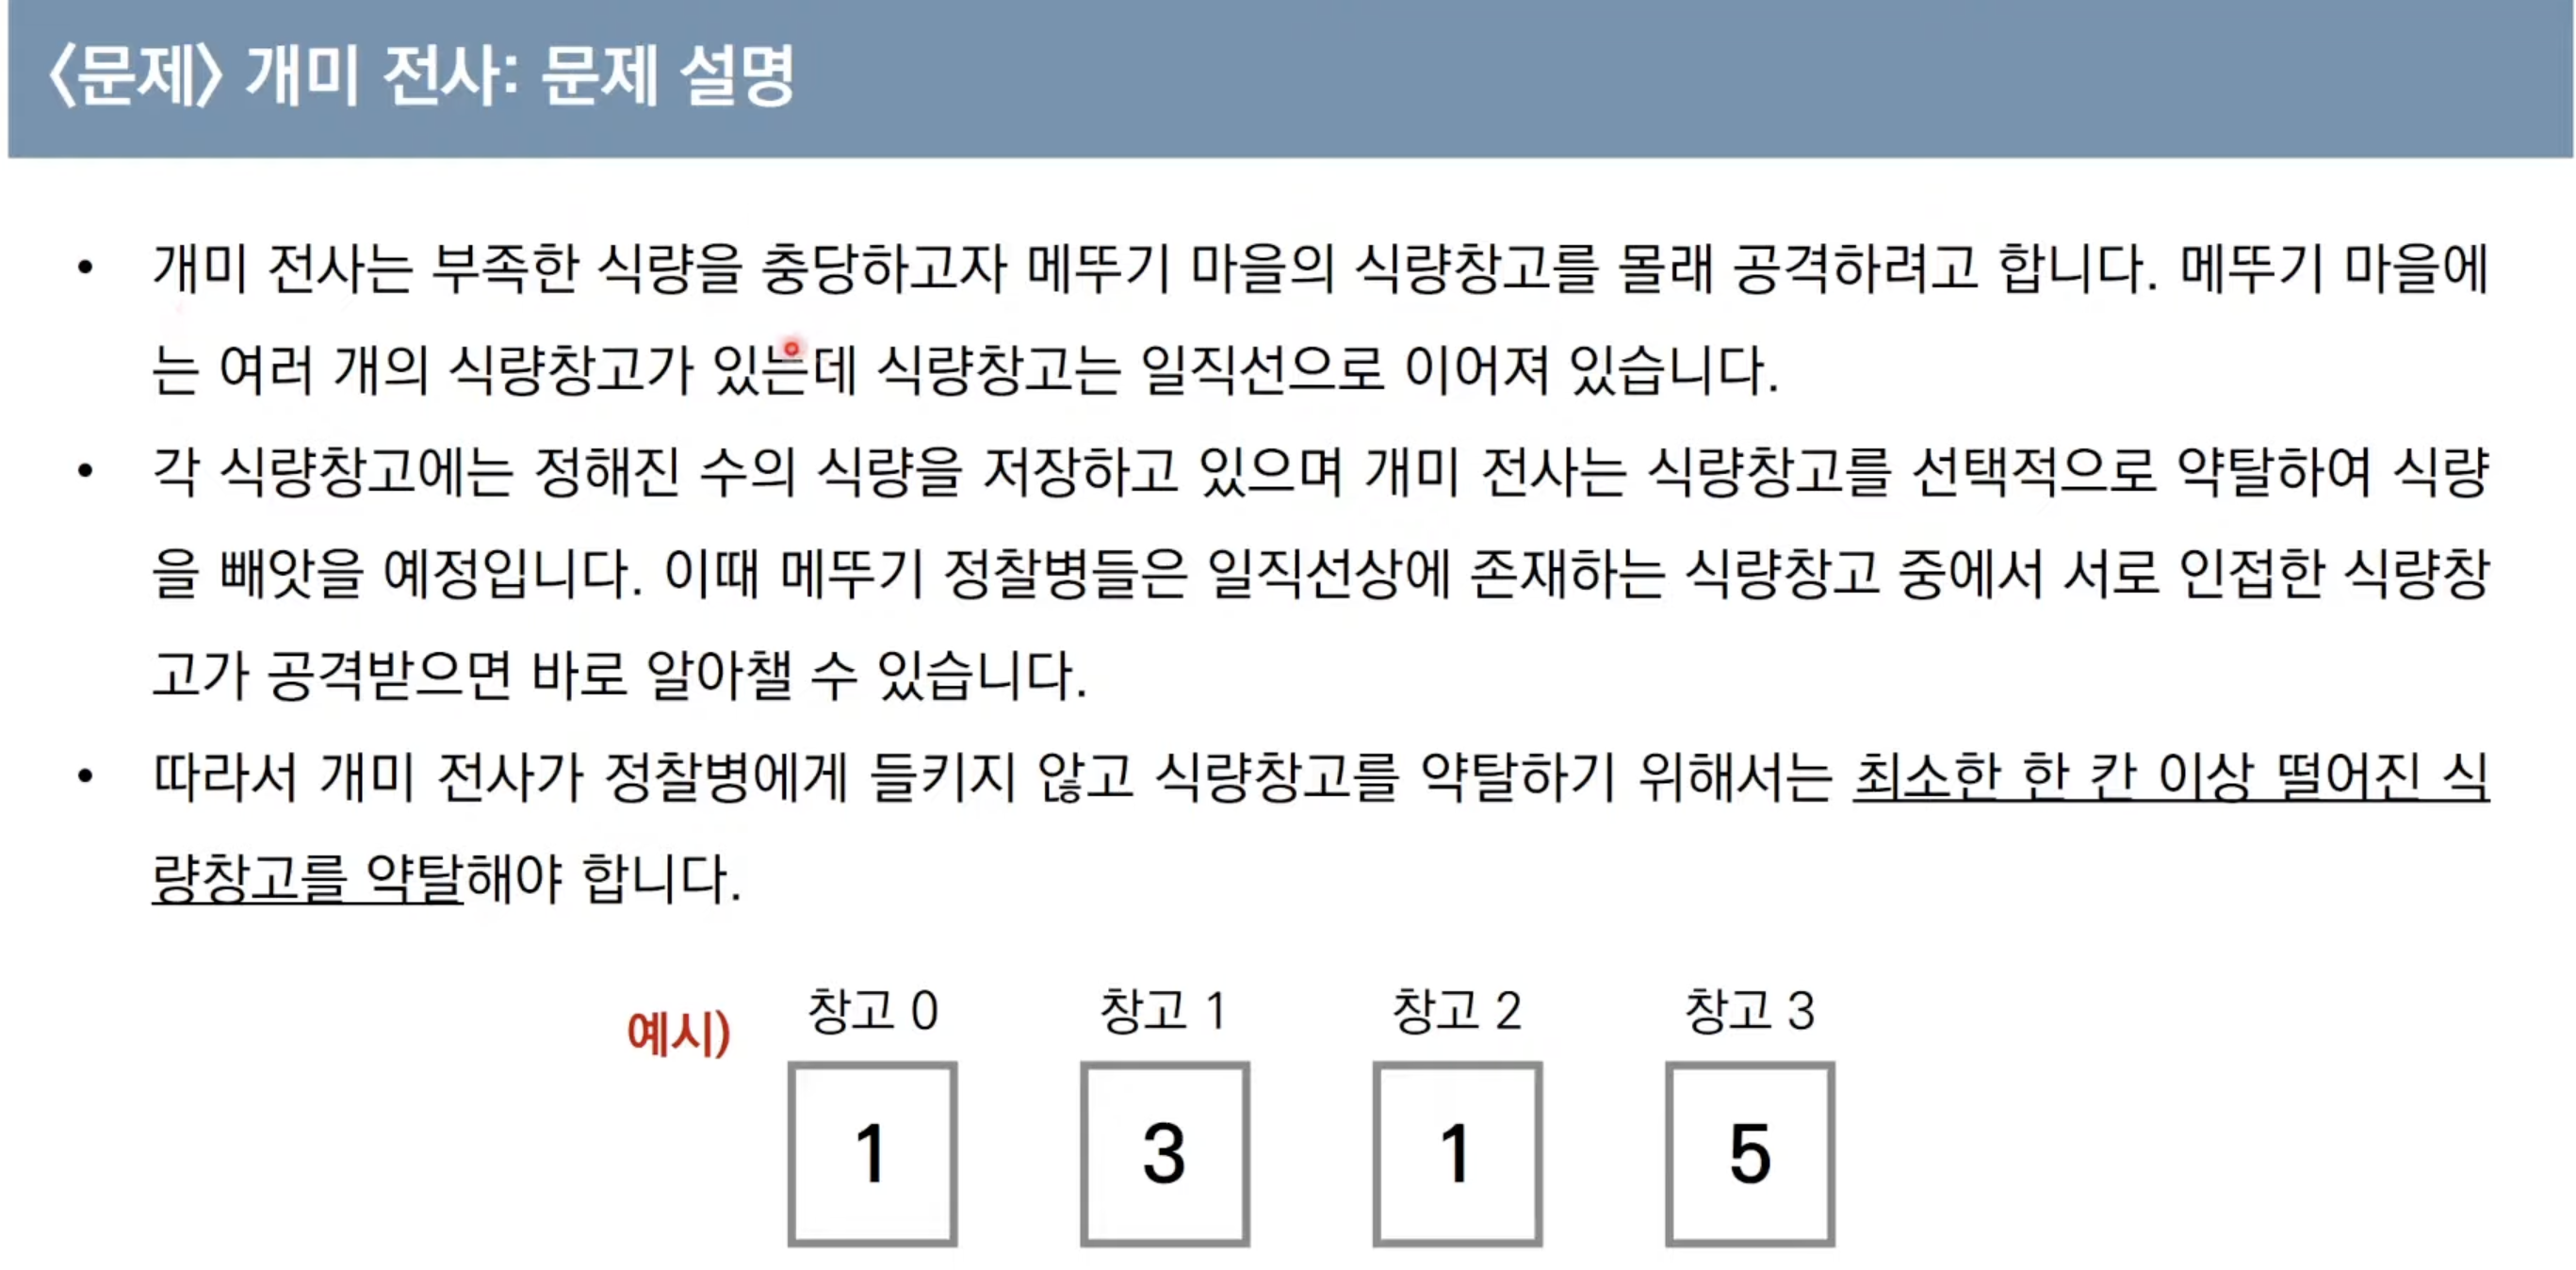 〈문제〉 개미 전사: 문제 설명
• 개미 전사는 부족한 식량을 충당하고자 메뚜기 마을의 식량창고를 몰래 공격하려고 합니다. 메뚜기 마을에
는 여러 개의 식량창고가 있는데 식량창고는 일직선으로 이어져 있습니다.
• 각 식량창고에는 정해진 수의 식량을 저장하고 있으며 개미 전사는 식량창고를 선택적으로 약탈하여 식량
을 빼앗을 예정입니다. 이때 메뚜기 정찰병들은 일직선상에 존재하는 식량창고 중에서 서로 인접한 식량창
고가 공격받으면 바로 알아챌 수 있습니다.
• 따라서 개미 전사가 정찰병에게 들키지 않고 식량창고를 약탈하기 위해서는 최소한 한 칸 이상 떨어진 식
량창고를 약탈해야 합니다.
예시) 창고 0 창고 1 창고 2 창고 3
1 3 1 5